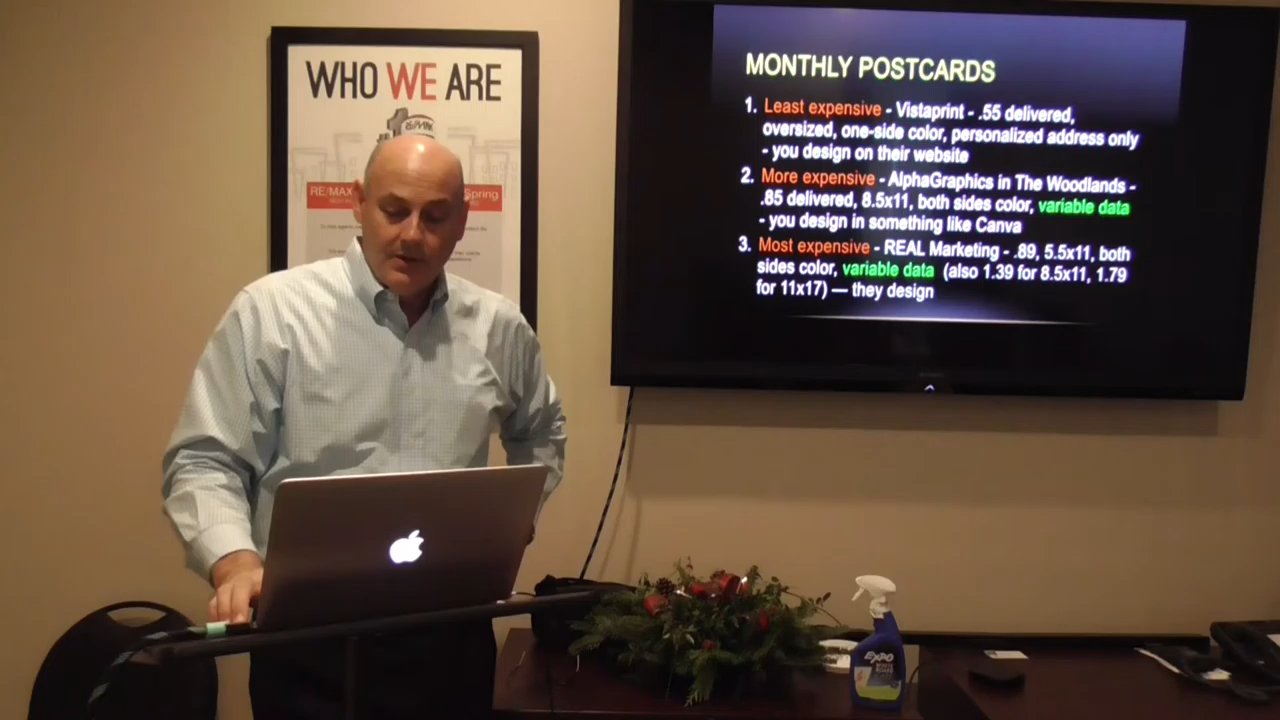 WHO WE ARE
RE/MAX
RE/MAX
Spring
MONTHLY POSTCARDS
1. Least expensive - Vistaprint - .55 delivered,
oversized, one-side color, personalized address only
- you design on their website
2. More expensive - AlphaGraphics in The Woodlands -
.85 delivered, 8.5x11, both sides color, variable data
- you design in something like Canva
3. Most expensive - REAL Marketing - .89, 5.5x11, both
sides color, variable data (also 1.39 for 8.5x11, 1.79
for 11x17) — they design
EXPO